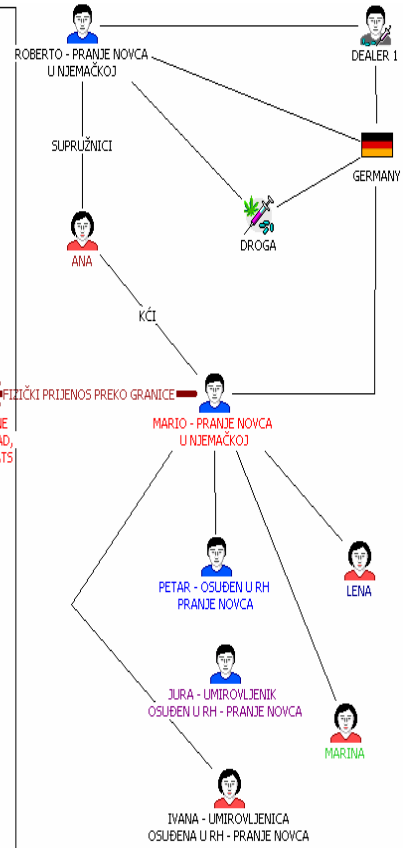 ROBERTO - PRANJE NOVCA
U NJEMAČKOJ
DEALER 1
SUPRUŽNICI
GERMANY
DROGA
ANA
KĆI
FIZIČKI PRIJENOS PREKO GRANICE
MARIO - PRANJE NOVCA
U NJEMAČKOJ
PETAR - OSUĐEN U RH
PRANJE NOVCA
LENA
JURA - UMIROVLJENIK
OSUĐEN U RH - PRANJE NOVCA
MARINA
IVANA - UMIROVLJENICA
OSUĐENA U RH - PRANJE NOVCA